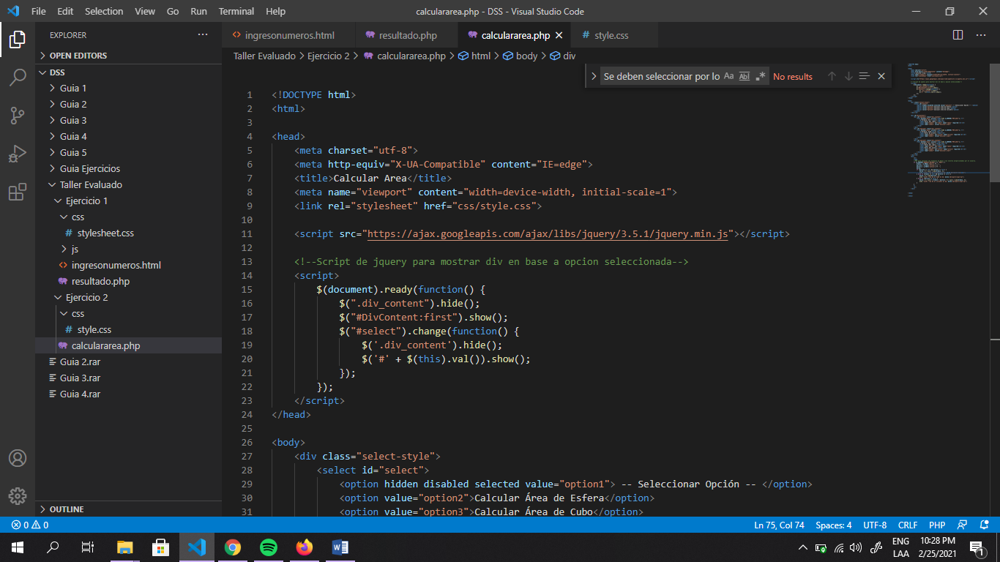 File Edit Selection View Go Run Terminal Help
calculararea.php - DSS - Visual Studio Code
EXPLORER
OPEN EDITORS
DSS
Guia 1
Guia 2
Guia 3
Guia 4
Guia 5
Guia Ejercicios
Taller Evaluado
Ejercicio 1
css
# stylesheet.css
js
<> ingresonumeros.html
resultado.php
Ejercicio 2
css
# style.css
calculararea.php
Guia 2.rar
Guia 3.rar
Guia 4.rar
OUTLINE
<> ingresonumeros.html resultado.php calculararea.php # style.css
Taller Evaluado > Ejercicio 2 > calculararea.php > html > body > div
Se deben seleccionar por lo Aa Abl .* No results
1 <!DOCTYPE html>
2 <html>
3
4 <head>
5 <meta charset="utf-8">
6 <meta http-equiv="X-UA-Compatible" content="IE=edge">
7 <title>Calcular Area</title>
8 <meta name="viewport" content="width=device-width, initial-scale=1">
9 <link rel="stylesheet" href="css/style.css">
10
11 <script src="https://ajax.googleapis.com/ajax/libs/jquery/3.5.1/jquery.min.js"></script>
12
13 <!--Script de jquery para mostrar div en base a opcion seleccionada-->
14 <script>
15 $(document).ready(function() {
16 $(".div_content").hide();
17 $("#DivContent:first").show();
18 $("#select").change(function() {
19 $('.div_content').hide();
20 $('#' + $(this).val()).show();
21 });
22 });
23 </script>
24 </head>
25
26 <body>
27 <div class="select-style">
28 <select id="select">
29 <option hidden disabled selected value="option1"> -- Seleccionar Opción -- </option>
30 <option value="option2">Calcular Área de Esfera</option>
31 <option value="option3">Calcular Área de Cubo</option>
0 0
Ln 75, Col 74 Spaces: 4 UTF-8 CRLF PHP
ENG
LAA
10:28 PM
2/25/2021
1